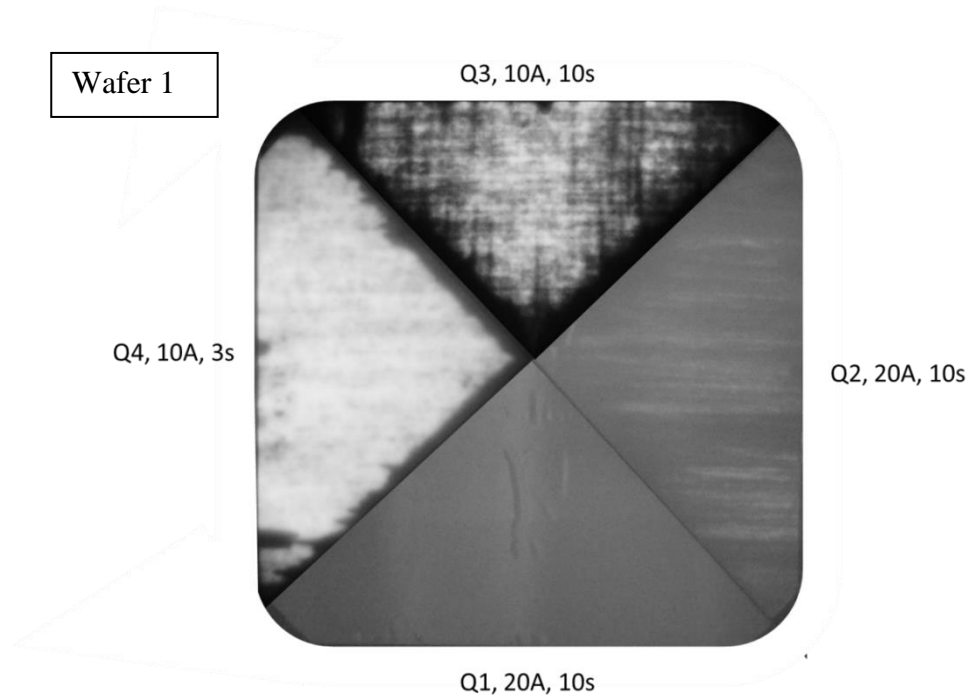 Wafer 1
Q3, 10A, 10s
Q4, 10A, 3s
Q2, 20A, 10s
Q1, 20A, 10s